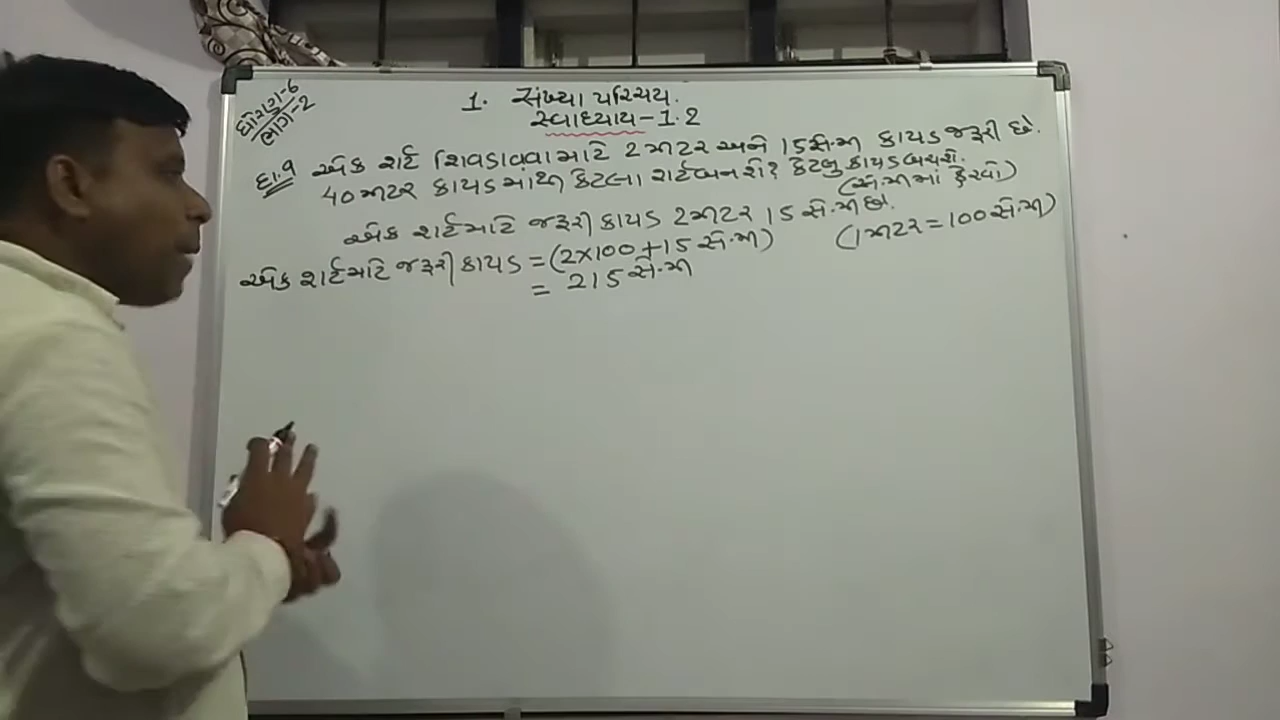 ધોરણ-6
ભાગ-2
1. સંખ્યા પરિચય.
સ્વાધ્યાય-1.2
દા.9 એક શર્ટ સિવડાવવા માટે 2 મીટર અને 15 સે.મી કાપડ જરૂરી છે.
40 મીટર કાપડ માંથી કેટલા શર્ટ બનશે? કેટલુ કાપડ બચશે.
(સે.મીમાં ફેરવો)
એક શર્ટ માટે જરૂરી કાપડ 2 મીટર 15 સે.મી છે.
(1 મીટર = 100 સે.મી)
એક શર્ટ માટે જરૂરી કાપડ = (2×100+15 સે.મી)
= 215 સે.મી